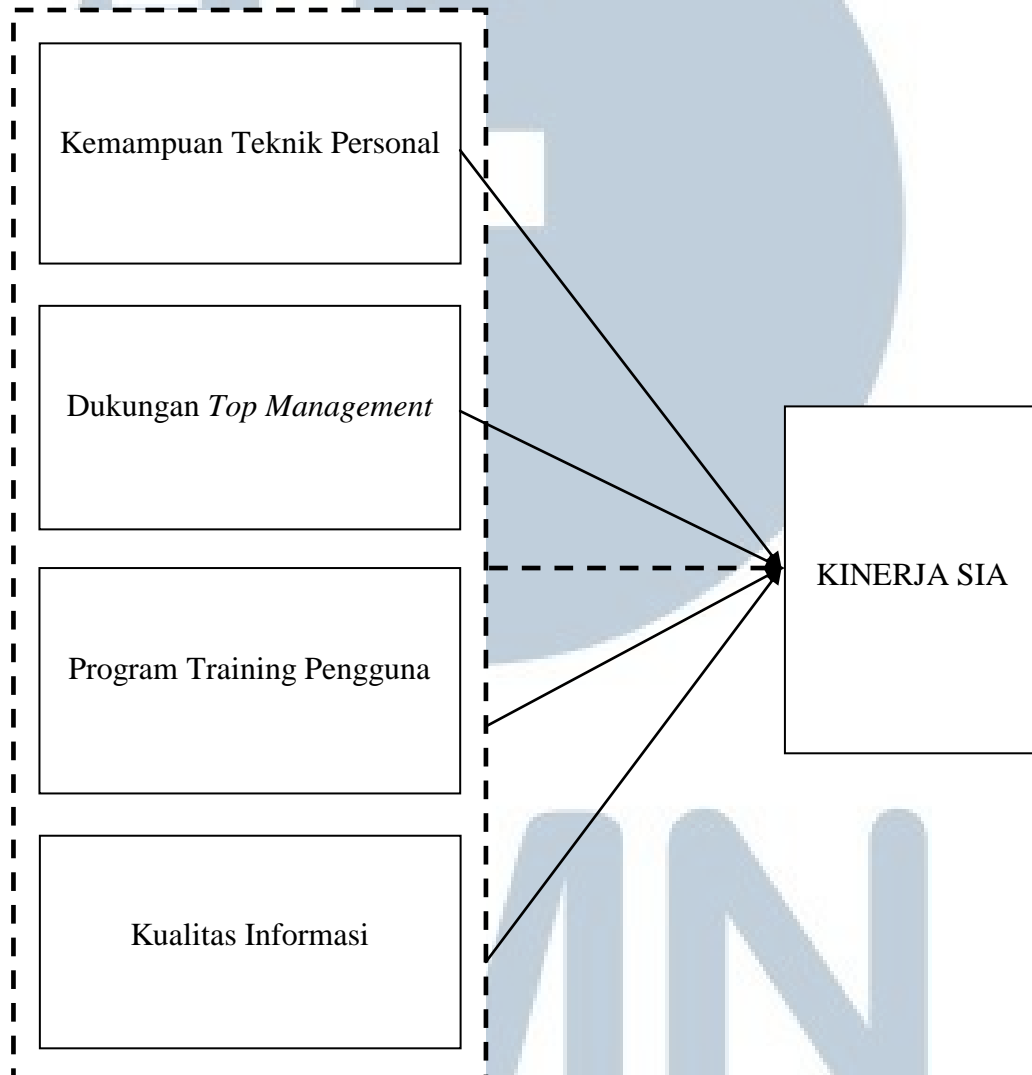 Kemampuan Teknik Personal
Dukungan Top Management
Program Training Pengguna
Kualitas Informasi
KINERJA SIA